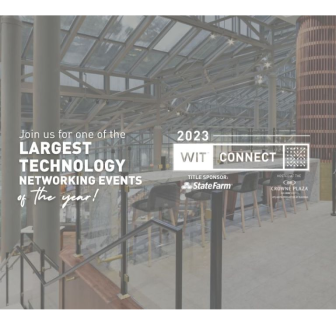 Join us for one of the
LARGEST
TECHNOLOGY
NETWORKING EVENTS
of the year!
2023
WIT CONNECT
TITLE SPONSOR:
StateFarm
CROWNE PLAZA